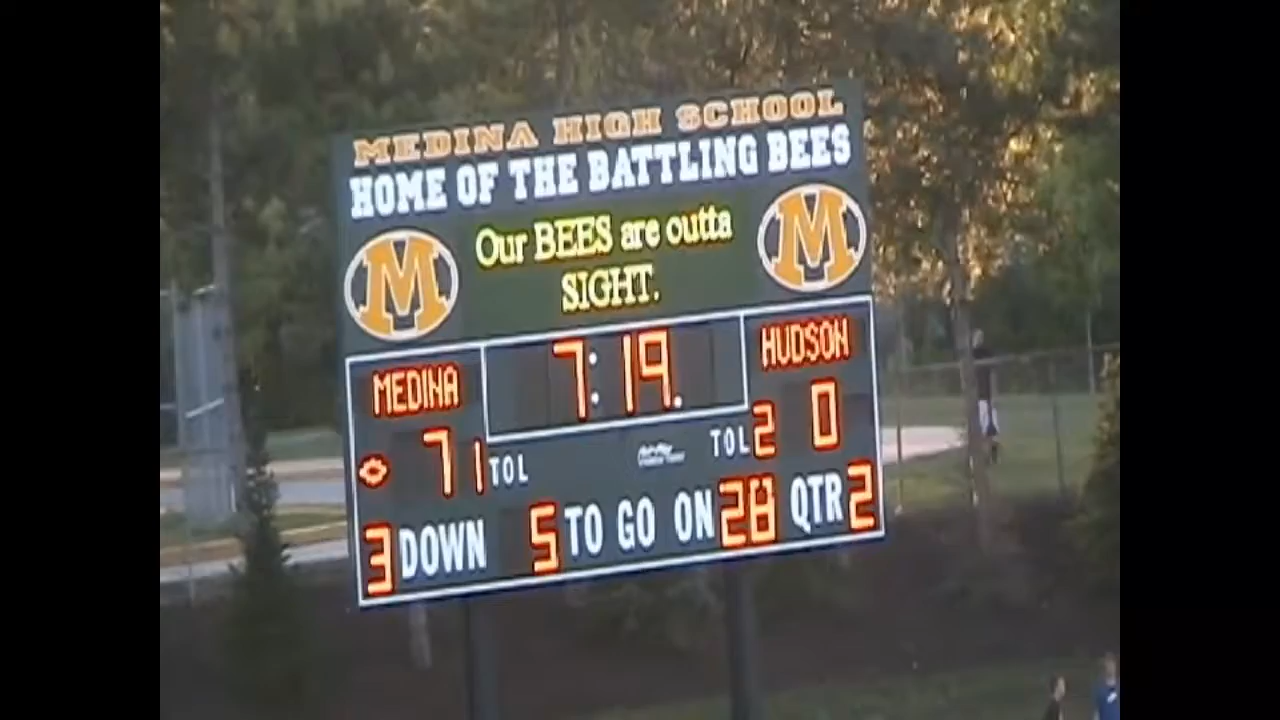 MEDINA HIGH SCHOOL
HOME OF THE BATTLING BEES
M M
Our BEES are outta
SIGHT.
7:19
MEDINA HUDSON
7 1 TOL TOL 2 0
3 DOWN 5 TO GO ON 28 QTR 2